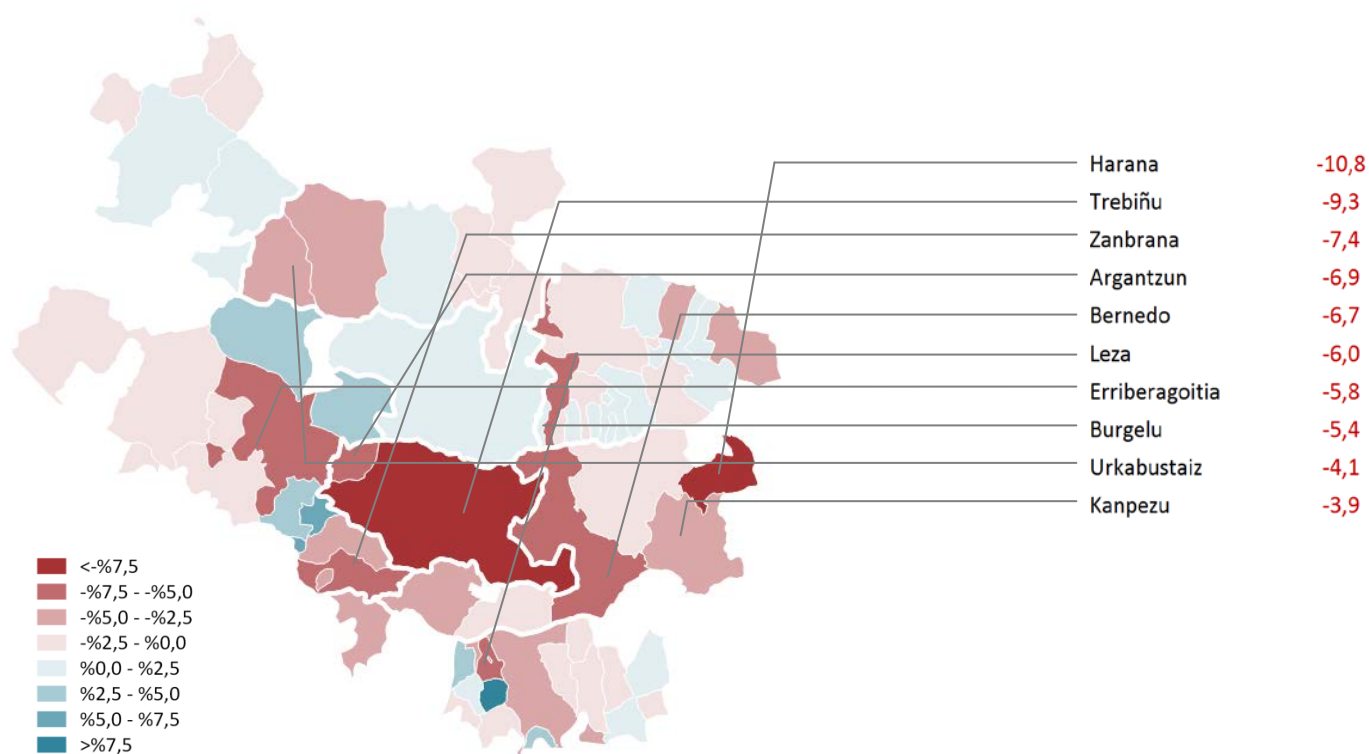 Harana -10,8
Trebiñu -9,3
Zanbrana -7,4
Argantzun -6,9
Bernedo -6,7
Leza -6,0
Erriberagoitia -5,8
Burgelu -5,4
Urkabustaiz -4,1
Kanpezu -3,9
<-%7,5
-%7,5 - -%5,0
-%5,0 - -%2,5
-%2,5 - %0,0
%0,0 - %2,5
%2,5 - %5,0
%5,0 - %7,5
>%7,5